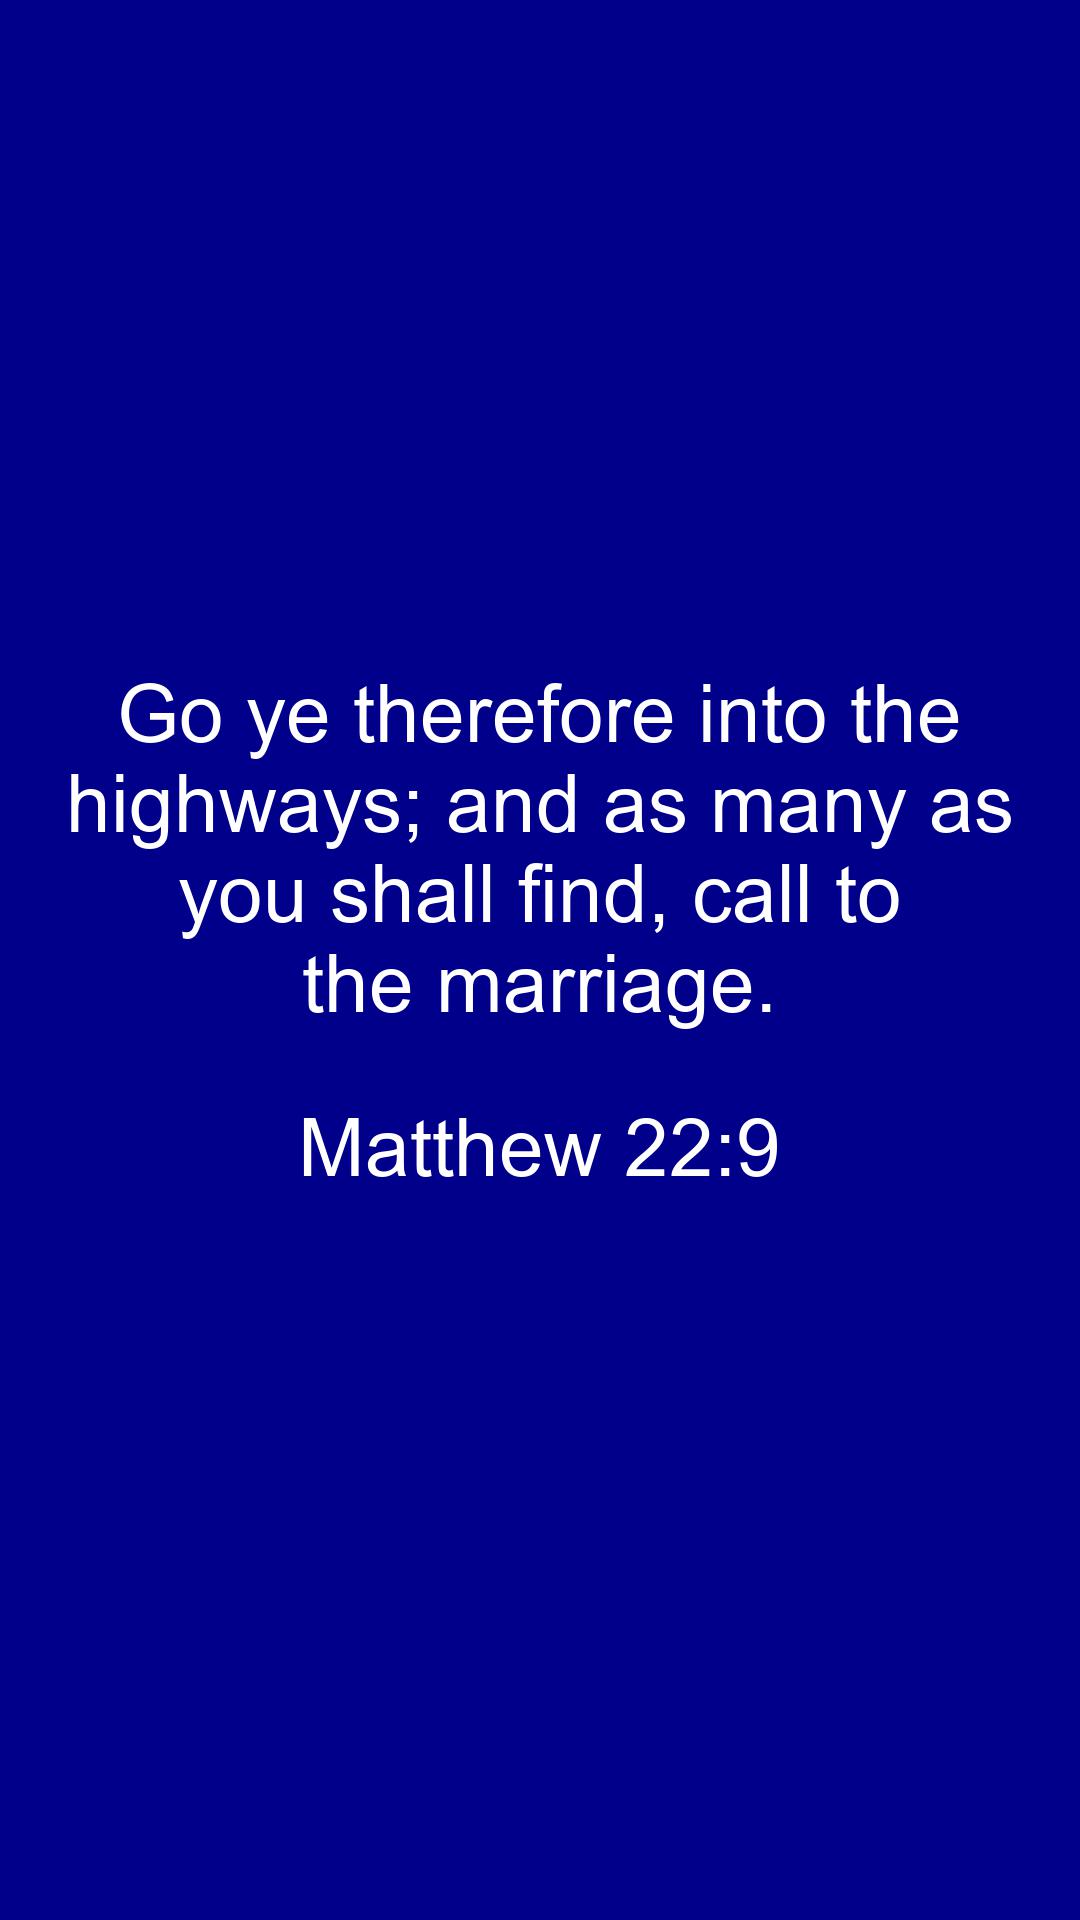 Go ye therefore into the
highways; and as many as
you shall find, call to
the marriage.
Matthew 22:9